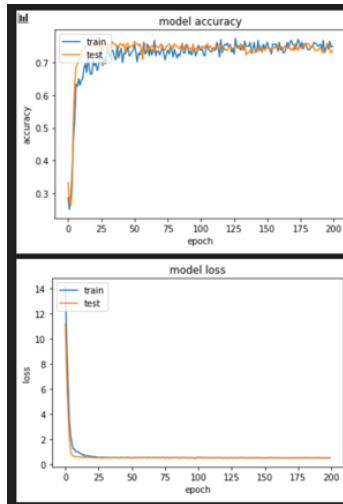 model accuracy
train
test
0.7
0.6
0.5
0.4
0.3
accuracy
0 25 50 75 100 125 150 175 200
epoch
model loss
train
test
14
12
10
8
6
4
2
0
loss
0 25 50 75 100 125 150 175 200
epoch